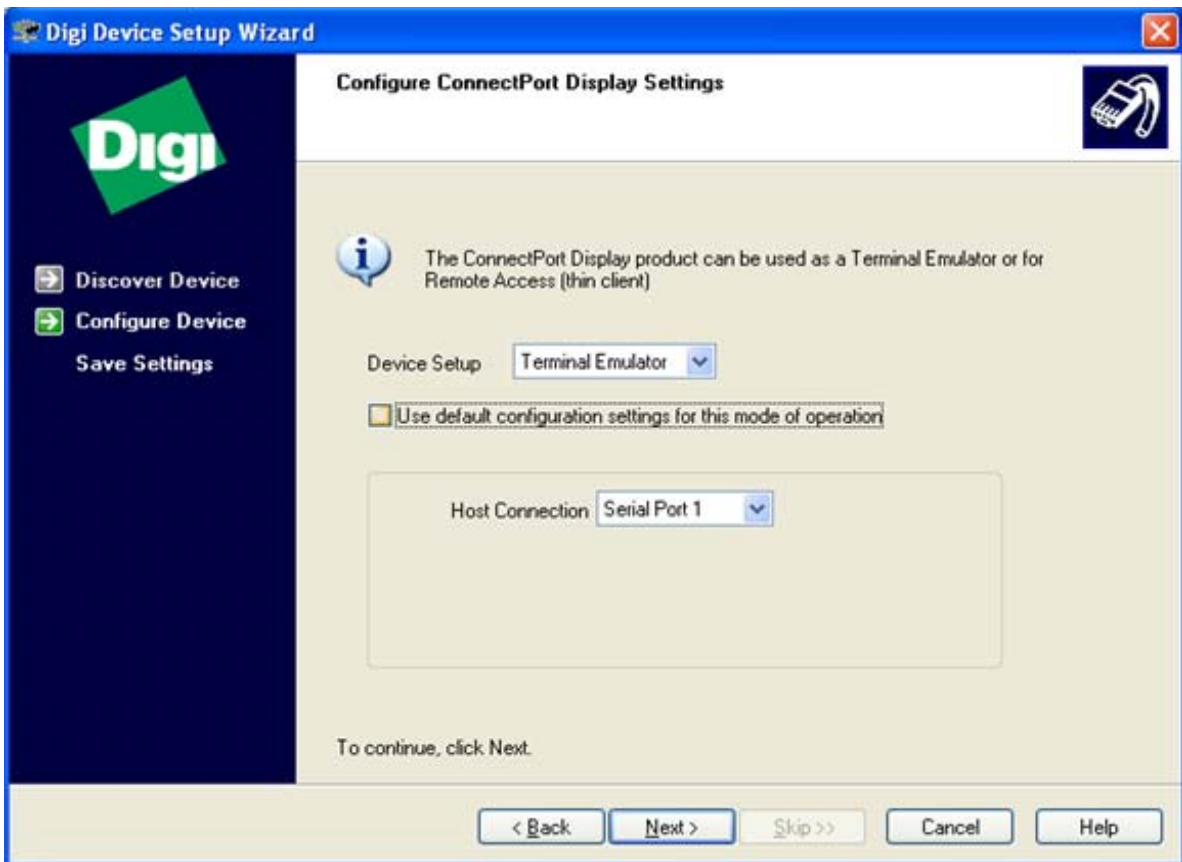 Digi Device Setup Wizard
Configure ConnectPort Display Settings
Digi
Discover Device
Configure Device
Save Settings
The ConnectPort Display product can be used as a Terminal Emulator or for
Remote Access (thin client)
Device Setup Terminal Emulator
Use default configuration settings for this mode of operation
Host Connection Serial Port 1
To continue, click Next.
< Back Next > Skip >> Cancel Help